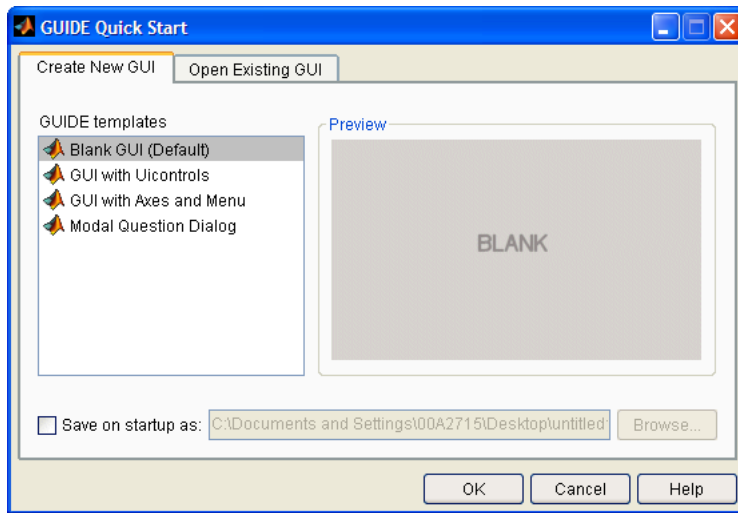 GUIDE Quick Start
Create New GUI
Open Existing GUI
GUIDE templates
Blank GUI (Default)
GUI with Uicontrols
GUI with Axes and Menu
Modal Question Dialog
Preview
BLANK
Save on startup as:
C:\Documents and Settings\00A2715\Desktop\untitled
Browse...
OK
Cancel
Help